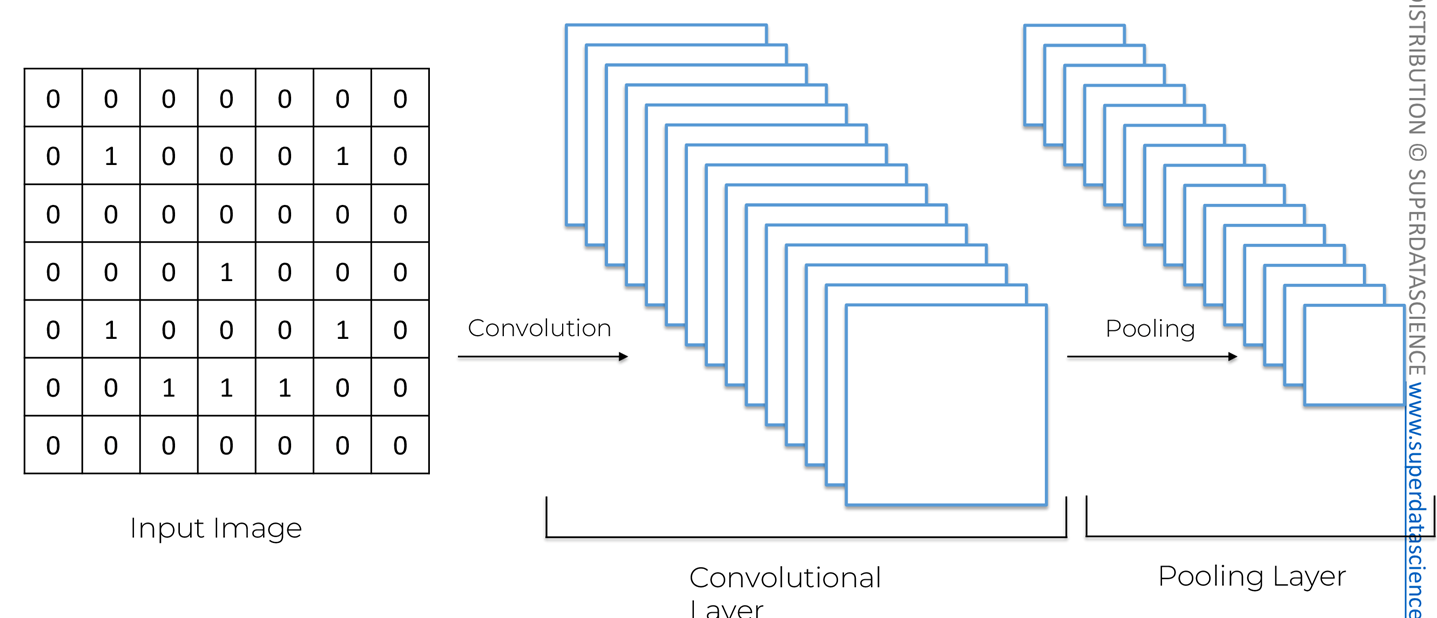 0 0 0 0 0 0 0
0 1 0 0 0 1 0
0 0 0 0 0 0 0
0 0 0 1 0 0 0
0 1 0 0 0 1 0
0 0 1 1 1 0 0
0 0 0 0 0 0 0
Input Image
Convolution
Convolutional
Layer
Pooling
Pooling Layer
DISTRIBUTION © SUPERDATASCIENCE www.superdatascience